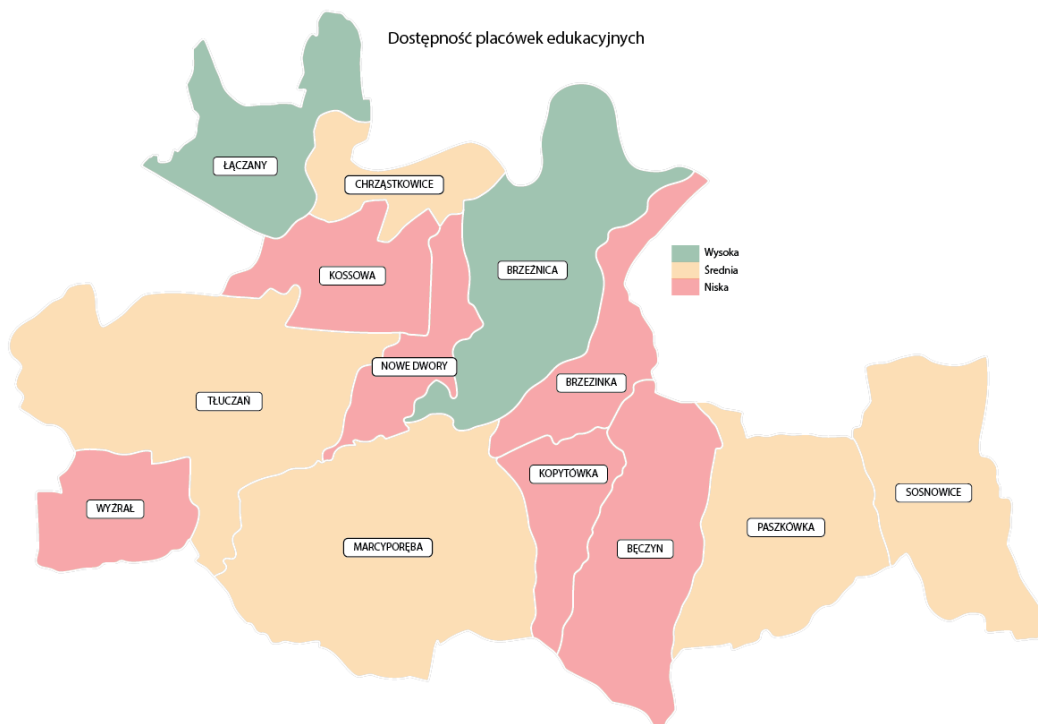 Dostępność placówek edukacyjnych
ŁĄCZANY
CHRZĄSTKOWICE
KOSSOWA
BRZEŹNICA
Wysoka
Średnia
Niska
NOWE DWORY
BRZEZINKA
TŁUCZAŃ
KOPYTÓWKA
WYŹRAŁ
MARCYPORĘBA
BĘCZYN
PASZKÓWKA
SOSNOWICE